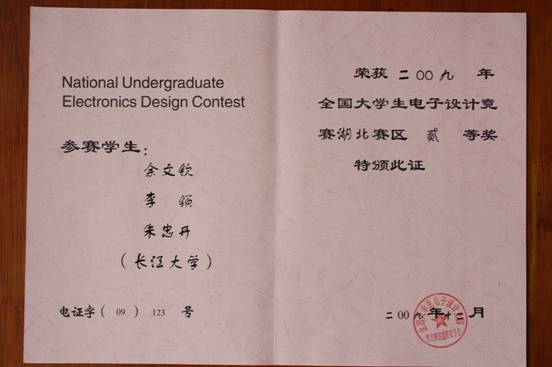 National Undergraduate
Electronics Design Contest
参赛学生：
余文钦
李 领
朱忠丹
（长江大学）
电证字（ 09 ） 123 号
荣获 二00九 年
全国大学生电子设计竞
赛湖北赛区 贰 等奖
特颁此证
二00九 年十二月